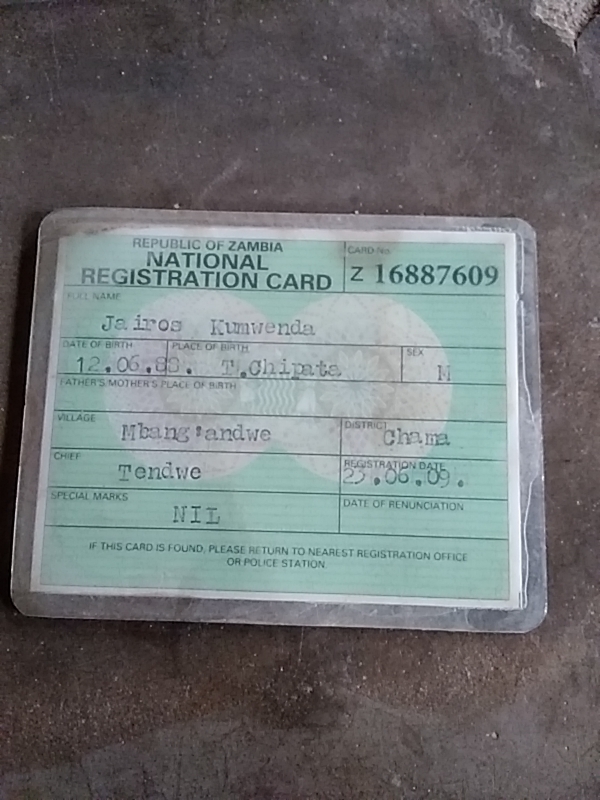 REPUBLIC OF ZAMBIA
NATIONAL
REGISTRATION CARD
CARD No.
Z 16887609
FULL NAME
Jairos Kumwenda
DATE OF BIRTH
PLACE OF BIRTH
SEX
12.06.88. T.Chipata M
FATHER'S/MOTHER'S PLACE OF BIRTH
VILLAGE
Mbang'andwe
DISTRICT
Chama
CHIEF
Tendwe
REGISTRATION DATE
.06.09.
SPECIAL MARKS
NIL
DATE OF RENUNCIATION
IF THIS CARD IS FOUND, PLEASE RETURN TO NEAREST REGISTRATION OFFICE
OR POLICE STATION